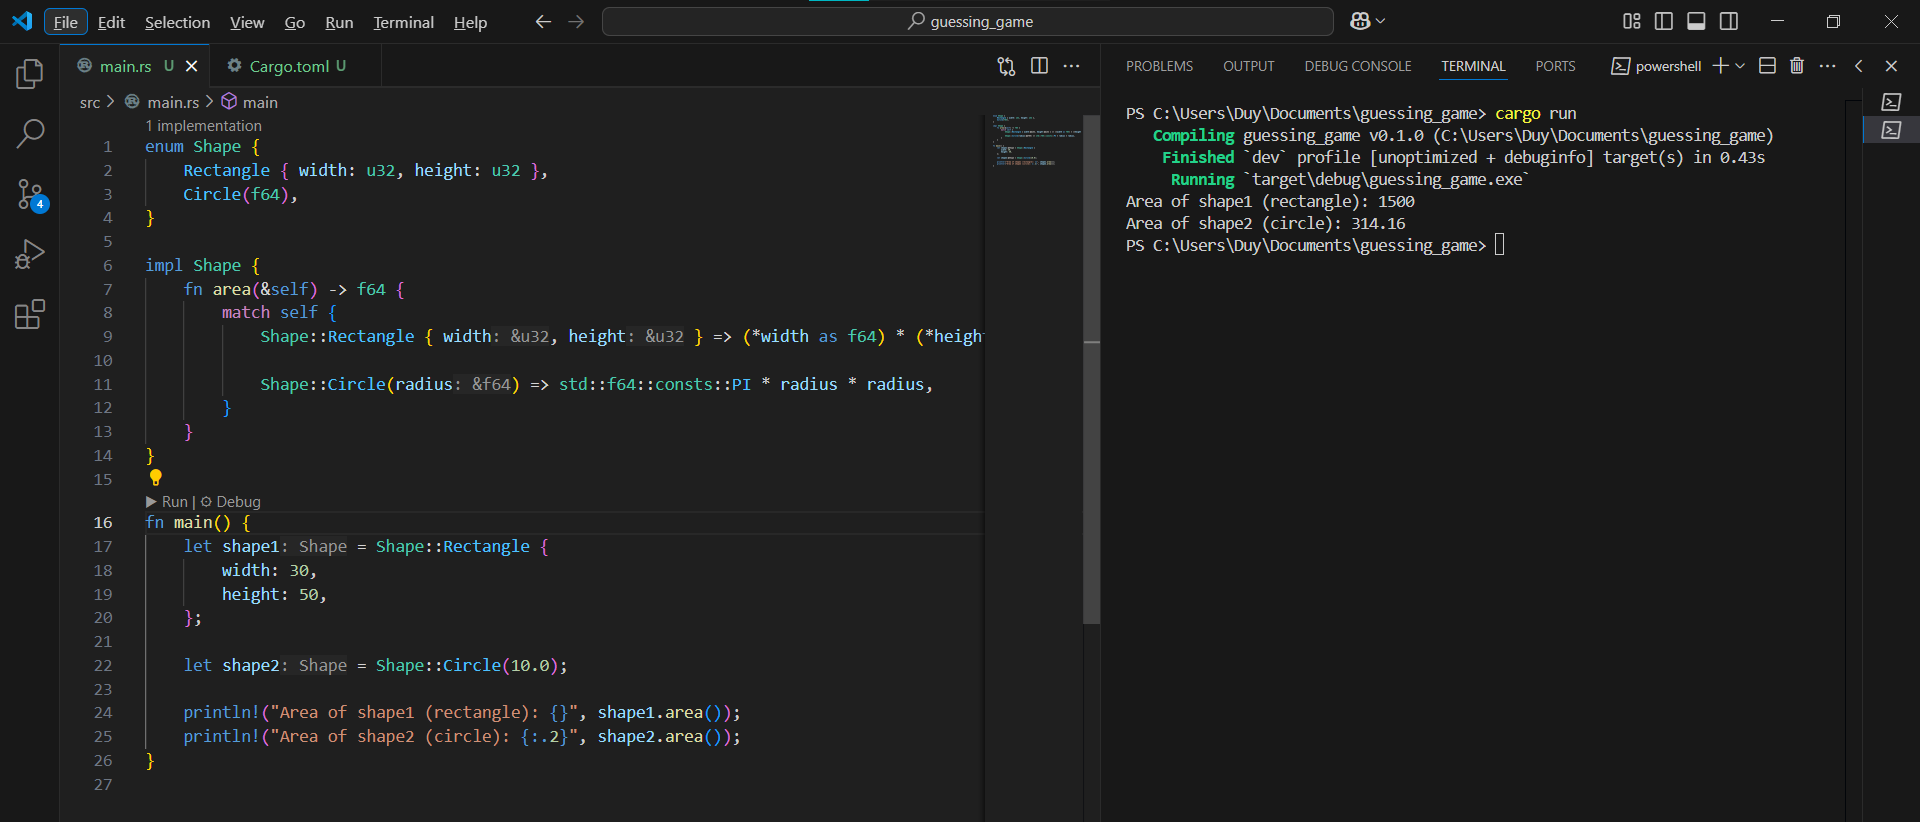 File Edit Selection View Go Run Terminal Help
guessing_game
main.rs U
Cargo.toml U
src > main.rs > main
4
1 implementation
1 enum Shape {
2 Rectangle { width: u32, height: u32 },
3 Circle(f64),
4 }
5
6 impl Shape {
7 fn area(&self) -> f64 {
8 match self {
9 Shape::Rectangle { width: &u32, height: &u32 } => (*width as f64) * (*heigh
10
11 Shape::Circle(radius: &f64) => std::f64::consts::PI * radius * radius,
12 }
13 }
14 }
15
Run | Debug
16 fn main() {
17 let shape1: Shape = Shape::Rectangle {
18 width: 30,
19 height: 50,
20 };
21
22 let shape2: Shape = Shape::Circle(10.0);
23
24 println!("Area of shape1 (rectangle): {}", shape1.area());
25 println!("Area of shape2 (circle): {:.2}", shape2.area());
26 }
27
PROBLEMS OUTPUT DEBUG CONSOLE TERMINAL PORTS
powershell
PS C:\Users\Duy\Documents\guessing_game> cargo run
Compiling guessing_game v0.1.0 (C:\Users\Duy\Documents\guessing_game)
Finished `dev` profile [unoptimized + debuginfo] target(s) in 0.43s
Running `target\debug\guessing_game.exe`
Area of shape1 (rectangle): 1500
Area of shape2 (circle): 314.16
PS C:\Users\Duy\Documents\guessing_game>